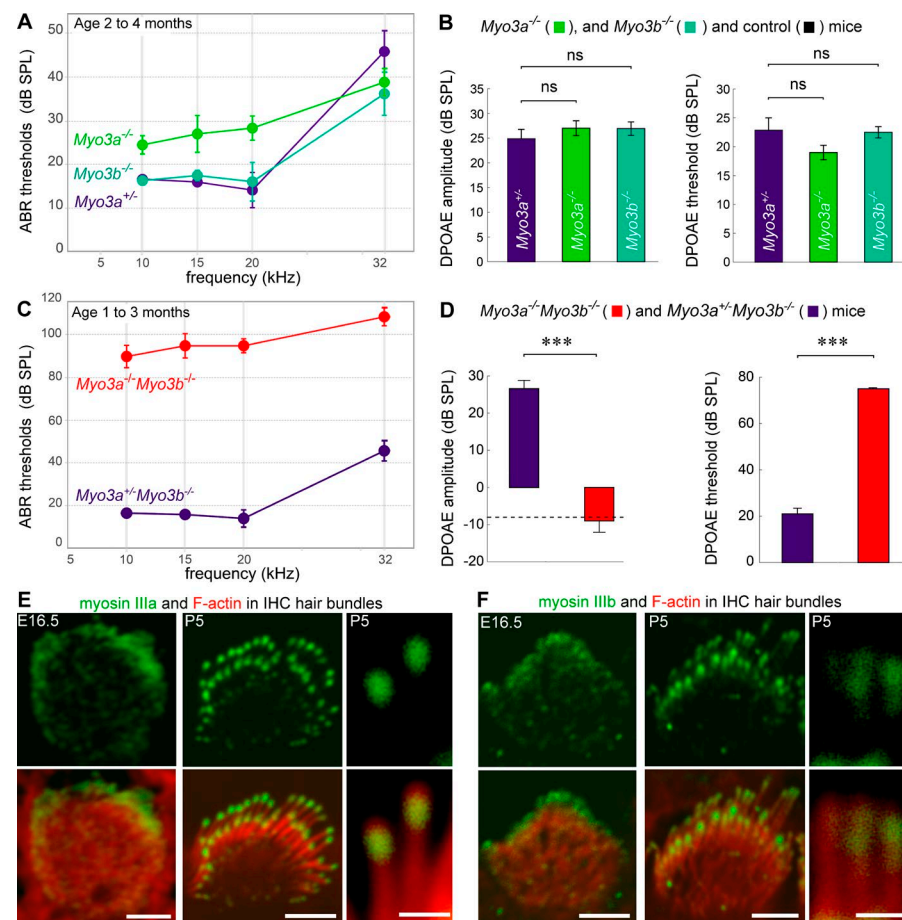 A
Age 2 to 4 months
ABR thresholds (dB SPL)
50
40
30
20
10
0
Myo3a-/-
Myo3b-/-
Myo3a+/-
5 10 15 20 32
frequency (kHz)
B
Myo3a-/- ( ), and Myo3b-/- ( ) and control ( ) mice
DPOAE amplitude (dB SPL)
35
30
25
20
15
10
5
0
ns
ns
Myo3a+/-
Myo3a-/-
Myo3b-/-
DPOAE threshold (dB SPL)
35
30
25
20
15
10
5
0
ns
ns
Myo3a+/-
Myo3a-/-
Myo3b-/-
C
Age 1 to 3 months
ABR thresholds (dB SPL)
120
100
80
60
40
20
0
Myo3a-/-Myo3b-/-
Myo3a+/-Myo3b-/-
5 10 15 20 32
frequency (kHz)
D
Myo3a-/-Myo3b-/- ( ) and Myo3a+/-Myo3b-/- ( ) mice
DPOAE amplitude (dB SPL)
30
20
10
0
-10
-20
***
DPOAE threshold (dB SPL)
80
60
40
20
0
***
E
myosin IIIa and F-actin in IHC hair bundles
E16.5 P5 P5
F
myosin IIIb and F-actin in IHC hair bundles
E16.5 P5 P5